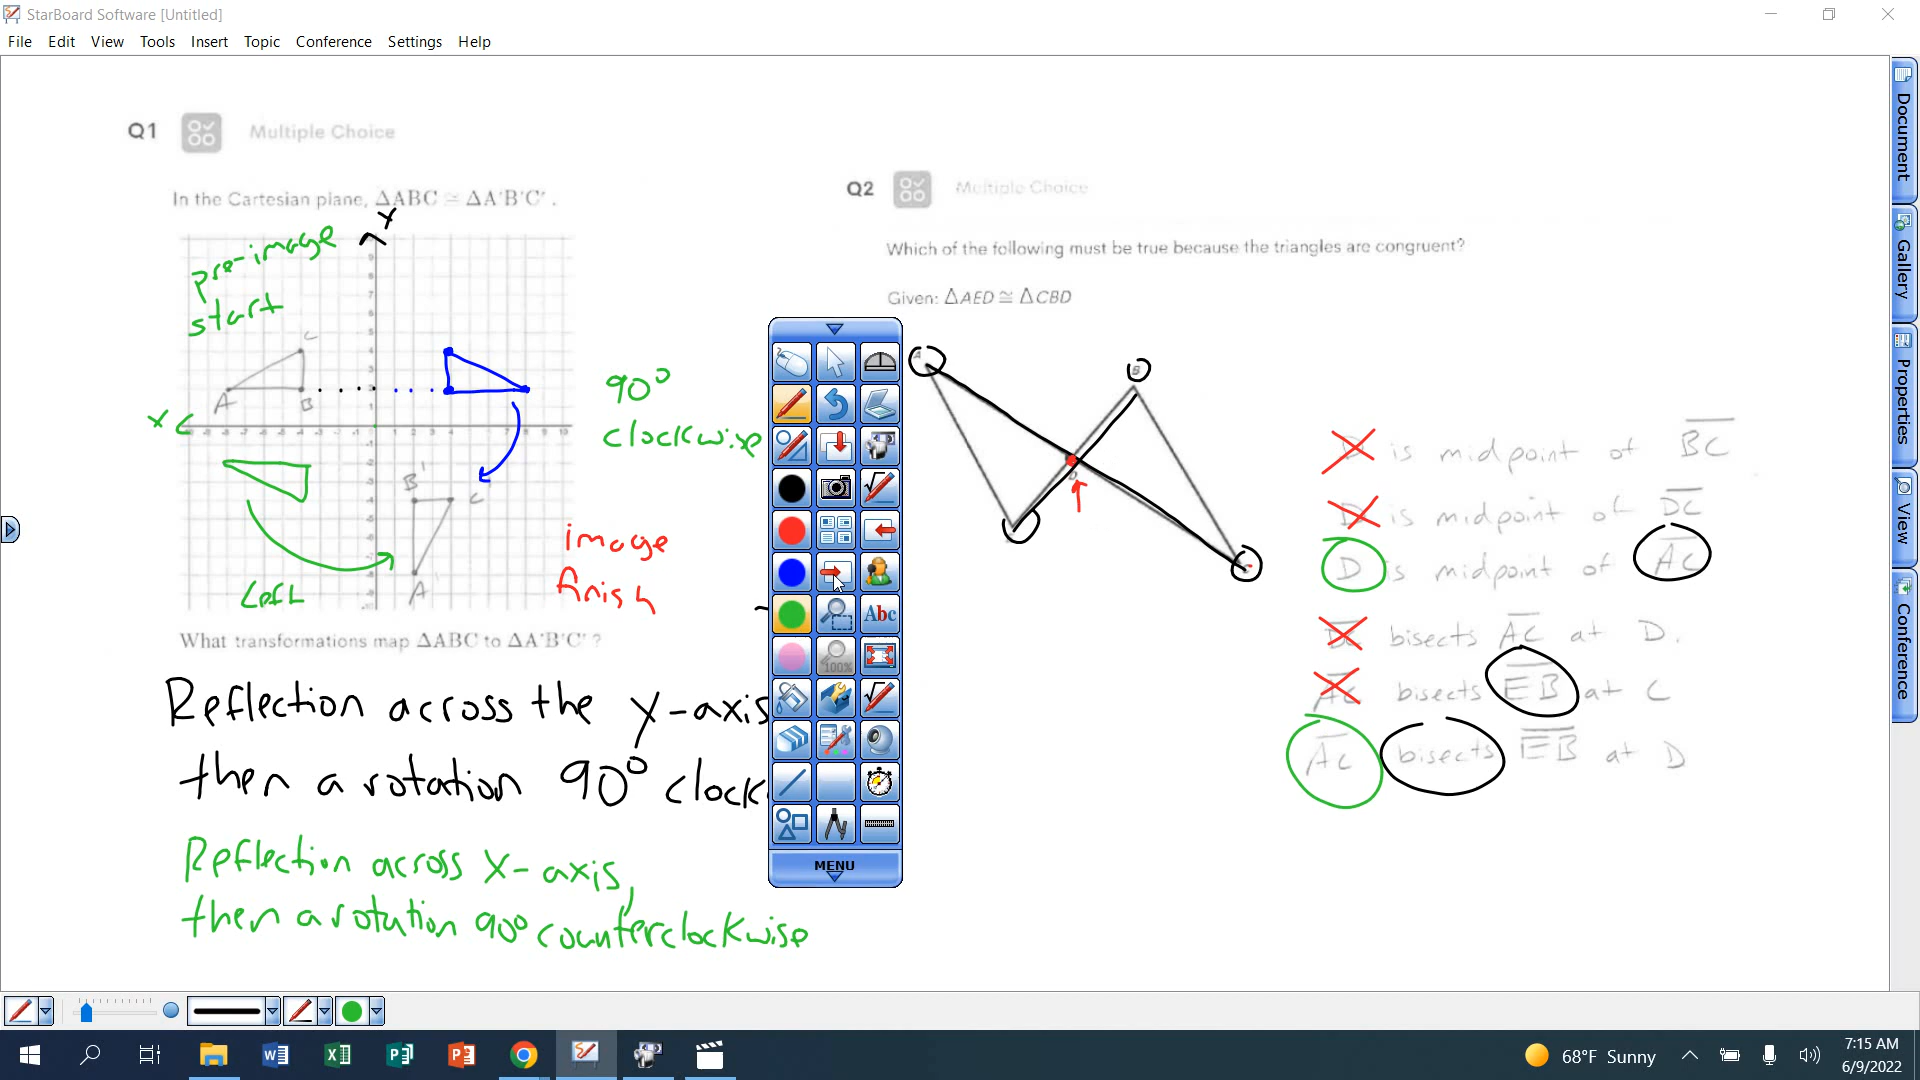 StarBoard Software [Untitled]
File Edit View Tools Insert Topic Conference Settings Help
Q1 Multiple Choice
In the Cartesian plane, ΔABC ≅ ΔA'B'C' .
Y
pre-image
start
C
A
B
X
90°
clockwise
B'
C
A'
Left
image
finish
What transformations map ΔABC to ΔA'B'C' ?
Reflection across the y-axis
then a rotation 90° clock
Reflection across x-axis,
then a rotation 90° counterclockwise
Q2 Multiple Choice
Which of the following must be true because the triangles are congruent?
Given: ΔAED ≅ ΔCBD
A
B
D
C
D is midpoint of BC
D is midpoint of DC
D is midpoint of AC
DC bisects AC at D.
AC bisects EB at C
AC bisects EB at D
Abc
100%
MENU
Document
Gallery
Properties
View
Conference
68°F Sunny
7:15 AM
6/9/2022